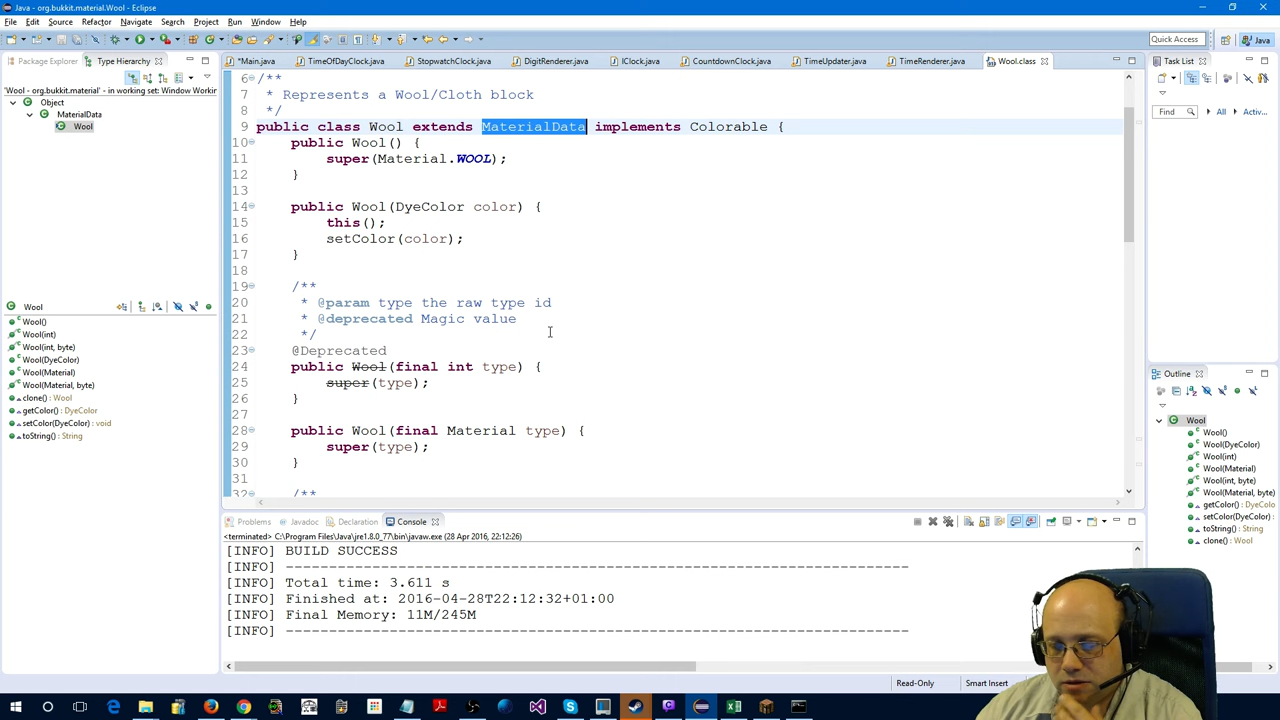 Java - org.bukkit.material.Wool - Eclipse
File Edit Source Refactor Navigate Search Project Run Window Help
Quick Access Java
Package Explorer Type Hierarchy
*Main.java TimeOfDayClock.java StopwatchClock.java DigitRenderer.java IClock.java CountdownClock.java TimeUpdater.java TimeRenderer.java Wool.class
Task List
'Wool - org.bukkit.material' - in working set: Window Workir
Object
MaterialData
Wool
Find All Activ...
6 /**
7 * Represents a Wool/Cloth block
8 */
9 public class Wool extends MaterialData implements Colorable {
10 public Wool() {
11 super(Material.WOOL);
12 }
13
14 public Wool(DyeColor color) {
15 this();
16 setColor(color);
17 }
18
19 /**
20 * @param type the raw type id
21 * @deprecated Magic value
22 */
23 @Deprecated
24 public Wool(final int type) {
25 super(type);
26 }
27
28 public Wool(final Material type) {
29 super(type);
30 }
31
32 /**
Wool
Wool()
Wool(int)
Wool(int, byte)
Wool(DyeColor)
Wool(Material)
Wool(Material, byte)
clone() : Wool
getColor() : DyeColor
setColor(DyeColor) : void
toString() : String
Outline
Wool
Wool()
Wool(DyeColor)
Wool(int)
Wool(Material)
Wool(int, byte)
Wool(Material, byte)
getColor() : DyeCo
setColor(DyeColor) :
toString() : String
clone() : Wool
Problems Javadoc Declaration Console
<terminated> C:\Program Files\Java\jre1.8.0_77\bin\javaw.exe (28 Apr 2016, 22:12:26)
[INFO] BUILD SUCCESS
[INFO] ------------------------------------------------------------------------
[INFO] Total time: 3.611 s
[INFO] Finished at: 2016-04-28T22:12:32+01:00
[INFO] Final Memory: 11M/245M
[INFO] ------------------------------------------------------------------------
Read-Only Smart Insert